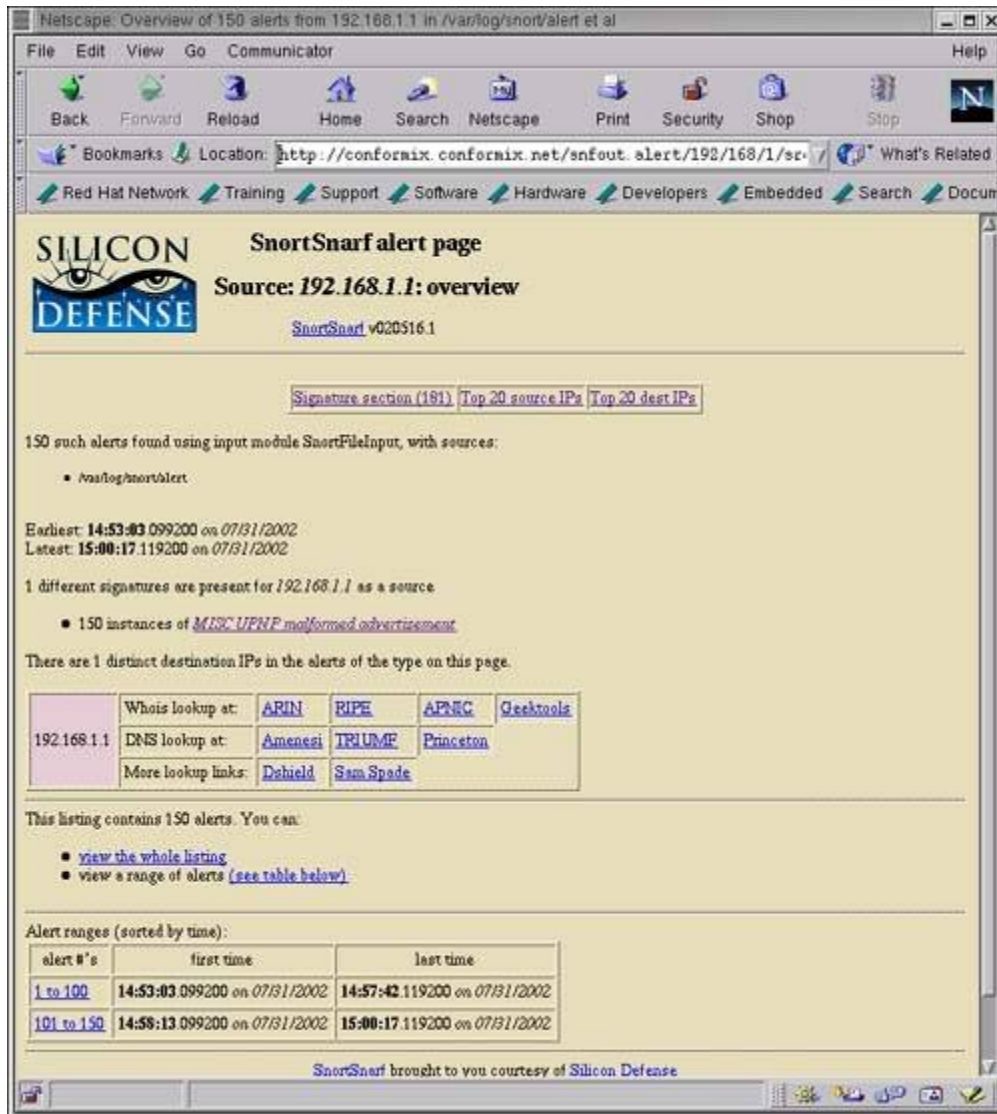 Netscape: Overview of 150 alerts from 192.168.1.1 in /var/log/snort/alert et al
File Edit View Go Communicator Help
Back Forward Reload Home Search Netscape Print Security Shop Stop
N
Bookmarks Location: http://conformix.conformix.net/snfout.alert/192/168/1/sr What's Related
Red Hat Network Training Support Software Hardware Developers Embedded Search Docum
SILICON DEFENSE
SnortSnarf alert page
Source: 192.168.1.1: overview
SnortSnarf v020516.1
Signature section (181) Top 20 source IPs Top 20 dest IPs
150 such alerts found using input module SnortFileInput, with sources:
• /var/log/snort/alert
Earliest: 14:53:03.099200 on 07/31/2002
Latest: 15:00:17.119200 on 07/31/2002
1 different signatures are present for 192.168.1.1 as a source
• 150 instances of MISC UPNP malformed advertisement
There are 1 distinct destination IPs in the alerts of the type on this page.
192.168.1.1 Whois lookup at: ARIN RIPE APNIC Geektools
DNS lookup at: Amenesi TRIUMF Princeton
More lookup links: Dshield Sam Spade
This listing contains 150 alerts. You can:
• view the whole listing
• view a range of alerts (see table below)
Alert ranges (sorted by time):
alert #'s first time last time
1 to 100 14:53:03.099200 on 07/31/2002 14:57:42.119200 on 07/31/2002
101 to 150 14:58:13.099200 on 07/31/2002 15:00:17.119200 on 07/31/2002
SnortSnarf brought to you courtesy of Silicon Defense